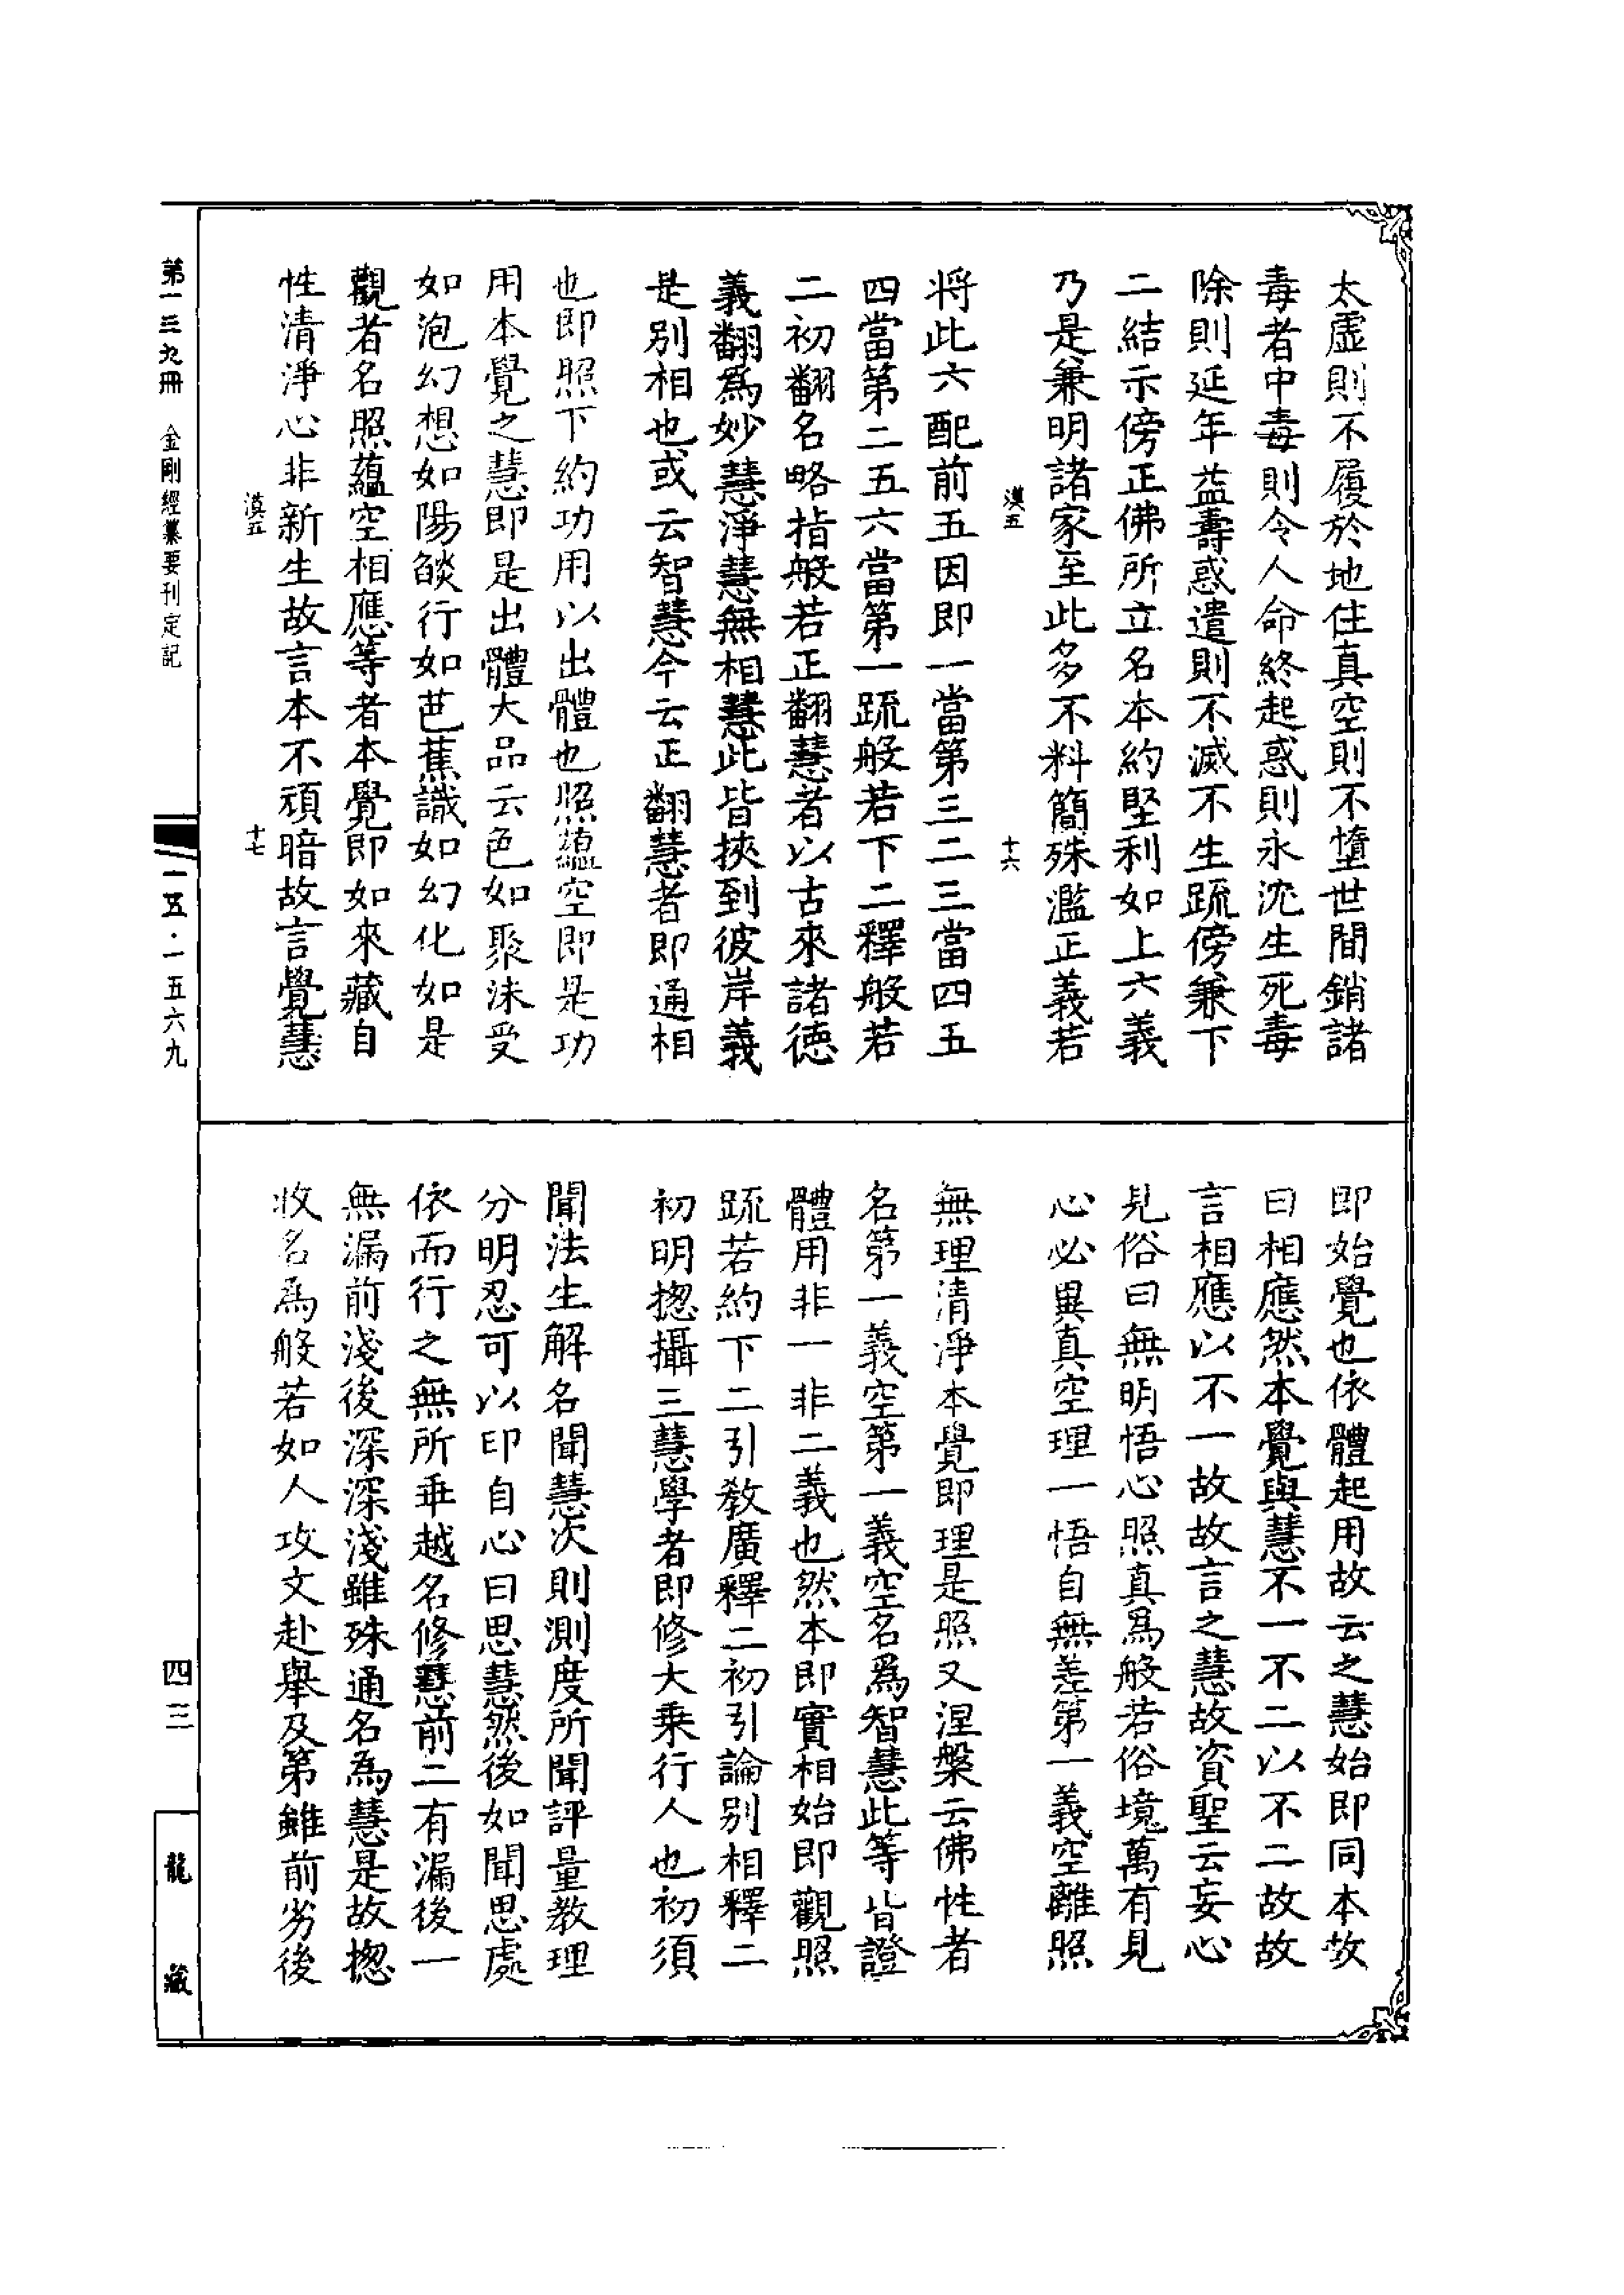 太虛則不履於地住真空則不墮世間銷諸
毒者中毒則令人命終起惑則永沈生死毒
除則延年益壽惑遣則不滅不生疏傍兼下
二結示傍正佛所立名本約堅利如上六義
乃是兼明諸家至此多不料簡殊濫正義若
漠五 十六
將此六配前五因即一當第三二三當四五
四當第二五六當第一疏般若下二釋般若
二初翻名略指般若正翻慧者以古來諸德
義翻為妙慧淨慧無相慧此皆挾到彼岸義
是別相也或云智慧今云正翻慧者即通相
也即照下約功用以出體也照蘊空即是功
用本覺之慧即是出體大品云色如聚沫受
如泡幻想如陽燄行如芭蕉識如幻化如是
觀者名照蘊空相應等者本覺即如來藏自
性清淨心非新生故言本不頑暗故言覺慧
漠五 十七
即始覺也依體起用故云之慧始即同本故
曰相應然本覺與慧不一不二以不二故故
言相應以不一故故言之慧故資聖云妄心
見俗曰無明悟心照真為般若俗境萬有見
心必異真空理一悟自無差第一義空離照
無理清淨本覺即理是照又涅槃云佛性者
名第一義空第一義空名為智慧此等皆證
體用非一非二義也然本即實相始即觀照
疏若約下二引教廣釋二初引論別相釋二
初明揔攝三慧學者即修大乘行人也初須
聞法生解名聞慧次則測度所聞評量教理
分明忍可以印自心曰思慧然後如聞思處
依而行之無所乖越名修慧前二有漏後一
無漏前淺後深深淺雖殊通名為慧是故揔
收名為般若如人攻文赴舉及第雖前劣後
第一三九冊 金剛經纂要刊定記
一五·一五六九
四三
龍藏